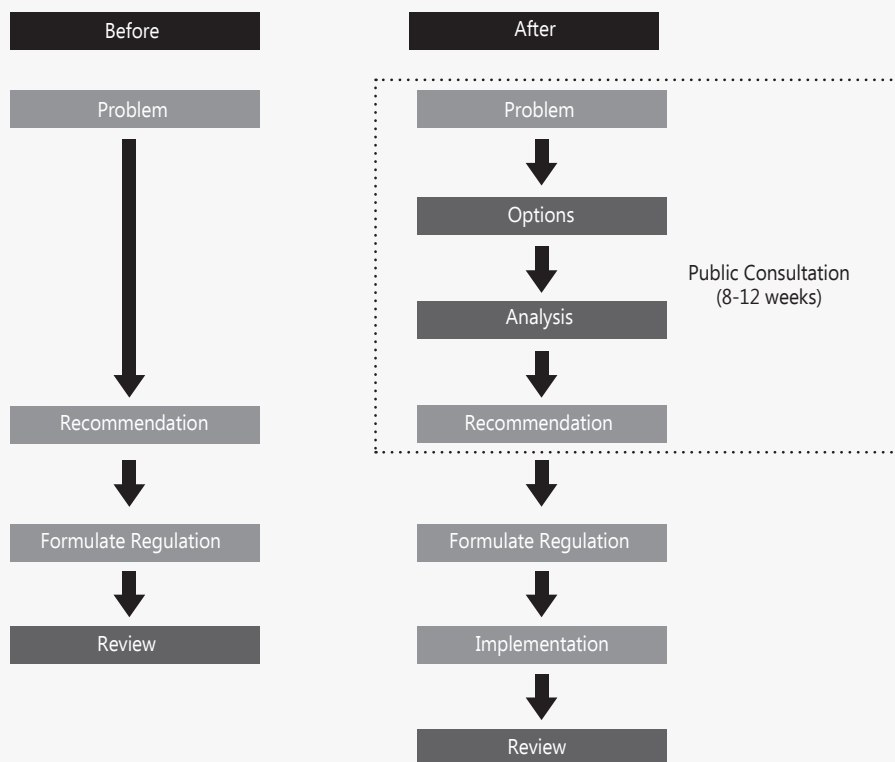 Before
Problem
Recommendation
Formulate Regulation
Review
After
Problem
Options
Analysis
Recommendation
Public Consultation
(8-12 weeks)
Formulate Regulation
Implementation
Review